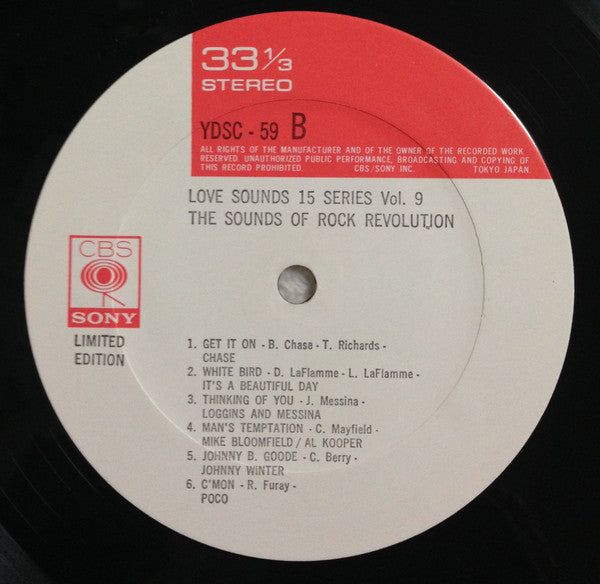 33 1/3
STEREO
YDSC - 59 B
ALL RIGHTS OF THE MANUFACTURER AND OF THE OWNER OF THE RECORDED WORK
RESERVED. UNAUTHORIZED PUBLIC PERFORMANCE, BROADCASTING AND COPYING OF
THIS RECORD PROHIBITED. CBS/SONY INC. TOKYO JAPAN
LOVE SOUNDS 15 SERIES Vol. 9
THE SOUNDS OF ROCK REVOLUTION
CBS
SONY
LIMITED
EDITION
1. GET IT ON - B. Chase - T. Richards -
CHASE
2. WHITE BIRD - D. LaFlamme - L. LaFlamme -
IT'S A BEAUTIFUL DAY
3. THINKING OF YOU - J. Messina -
LOGGINS AND MESSINA
4. MAN'S TEMPTATION - C. Mayfield -
MIKE BLOOMFIELD / AL KOOPER
5. JOHNNY B. GOODE - C. Berry -
JOHNNY WINTER
6. C'MON - R. Furay -
POCO